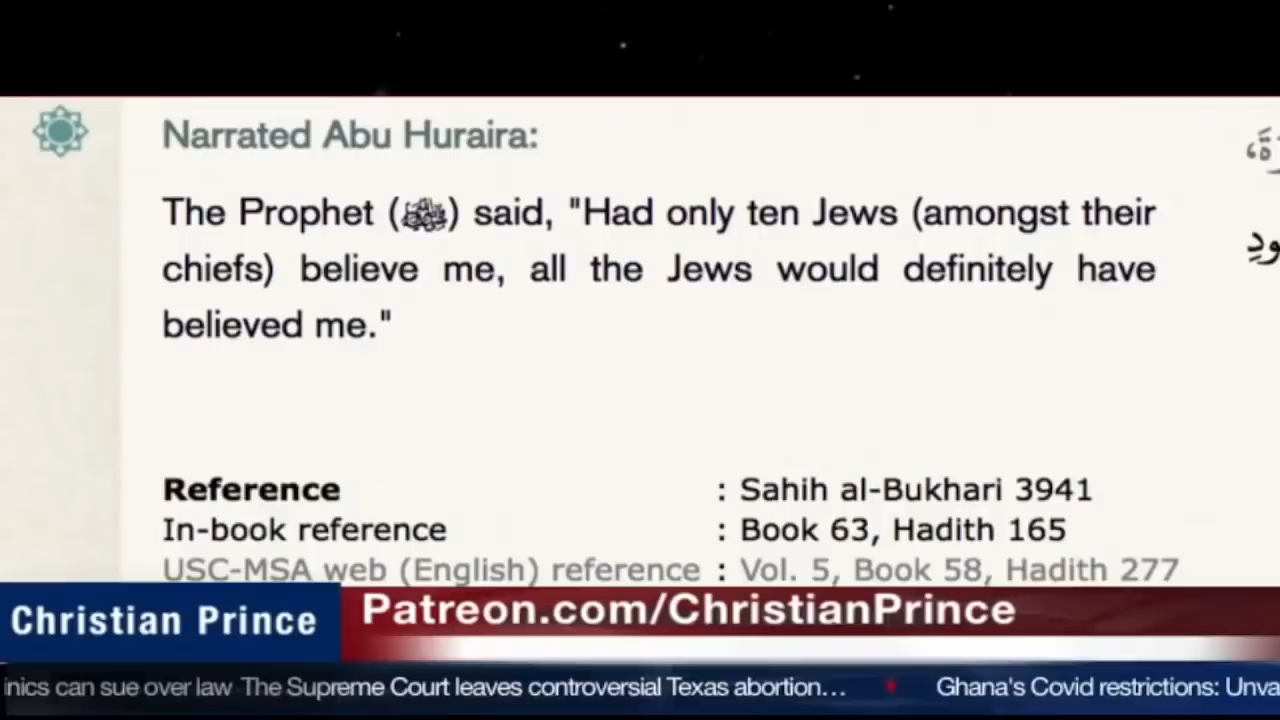 Narrated Abu Huraira:
The Prophet (ﷺ) said, "Had only ten Jews (amongst their
chiefs) believe me, all the Jews would definitely have
believed me."
Reference : Sahih al-Bukhari 3941
In-book reference : Book 63, Hadith 165
USC-MSA web (English) reference : Vol. 5, Book 58, Hadith 277
Christian Prince
Patreon.com/ChristianPrince
inics can sue over law The Supreme Court leaves controversial Texas abortion… Ghana's Covid restrictions: Unva